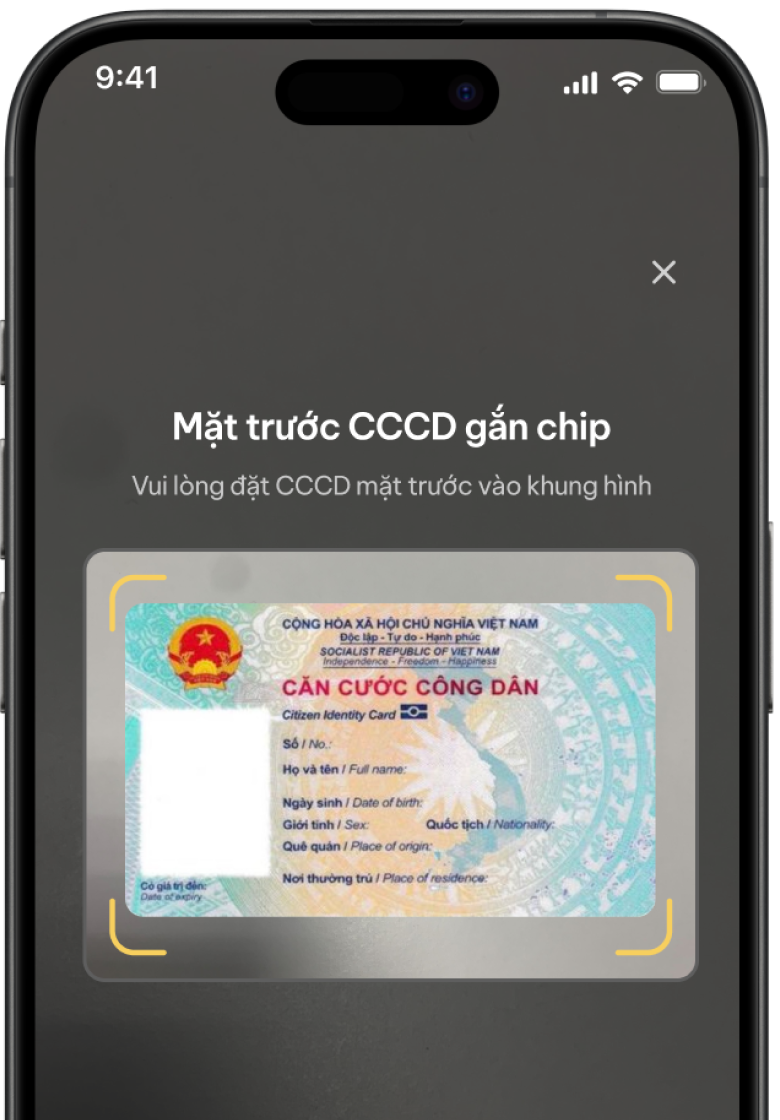 9:41
Mặt trước CCCD gắn chip
Vui lòng đặt CCCD mặt trước vào khung hình
CỘNG HÒA XÃ HỘI CHỦ NGHĨA VIỆT NAM
Độc lập - Tự do - Hạnh phúc
SOCIALIST REPUBLIC OF VIET NAM
Independence - Freedom - Happiness
CĂN CƯỚC CÔNG DÂN
Citizen Identity Card
Số / No.:
Họ và tên / Full name:
Ngày sinh / Date of birth:
Giới tính / Sex: Quốc tịch / Nationality:
Quê quán / Place of origin:
Nơi thường trú / Place of residence:
Có giá trị đến:
Date of expiry